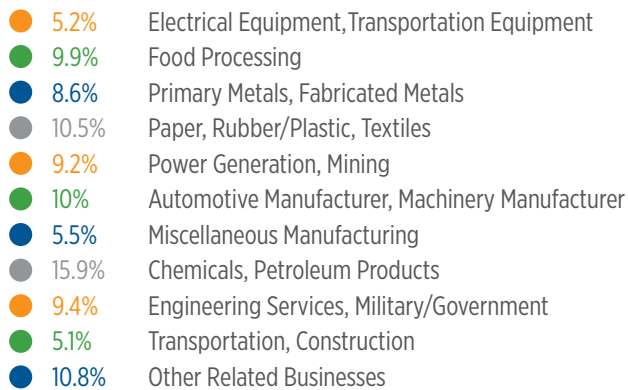 5.2% Electrical Equipment,Transportation Equipment
9.9% Food Processing
8.6% Primary Metals, Fabricated Metals
10.5% Paper, Rubber/Plastic, Textiles
9.2% Power Generation, Mining
10% Automotive Manufacturer, Machinery Manufacturer
5.5% Miscellaneous Manufacturing
15.9% Chemicals, Petroleum Products
9.4% Engineering Services, Military/Government
5.1% Transportation, Construction
10.8% Other Related Businesses